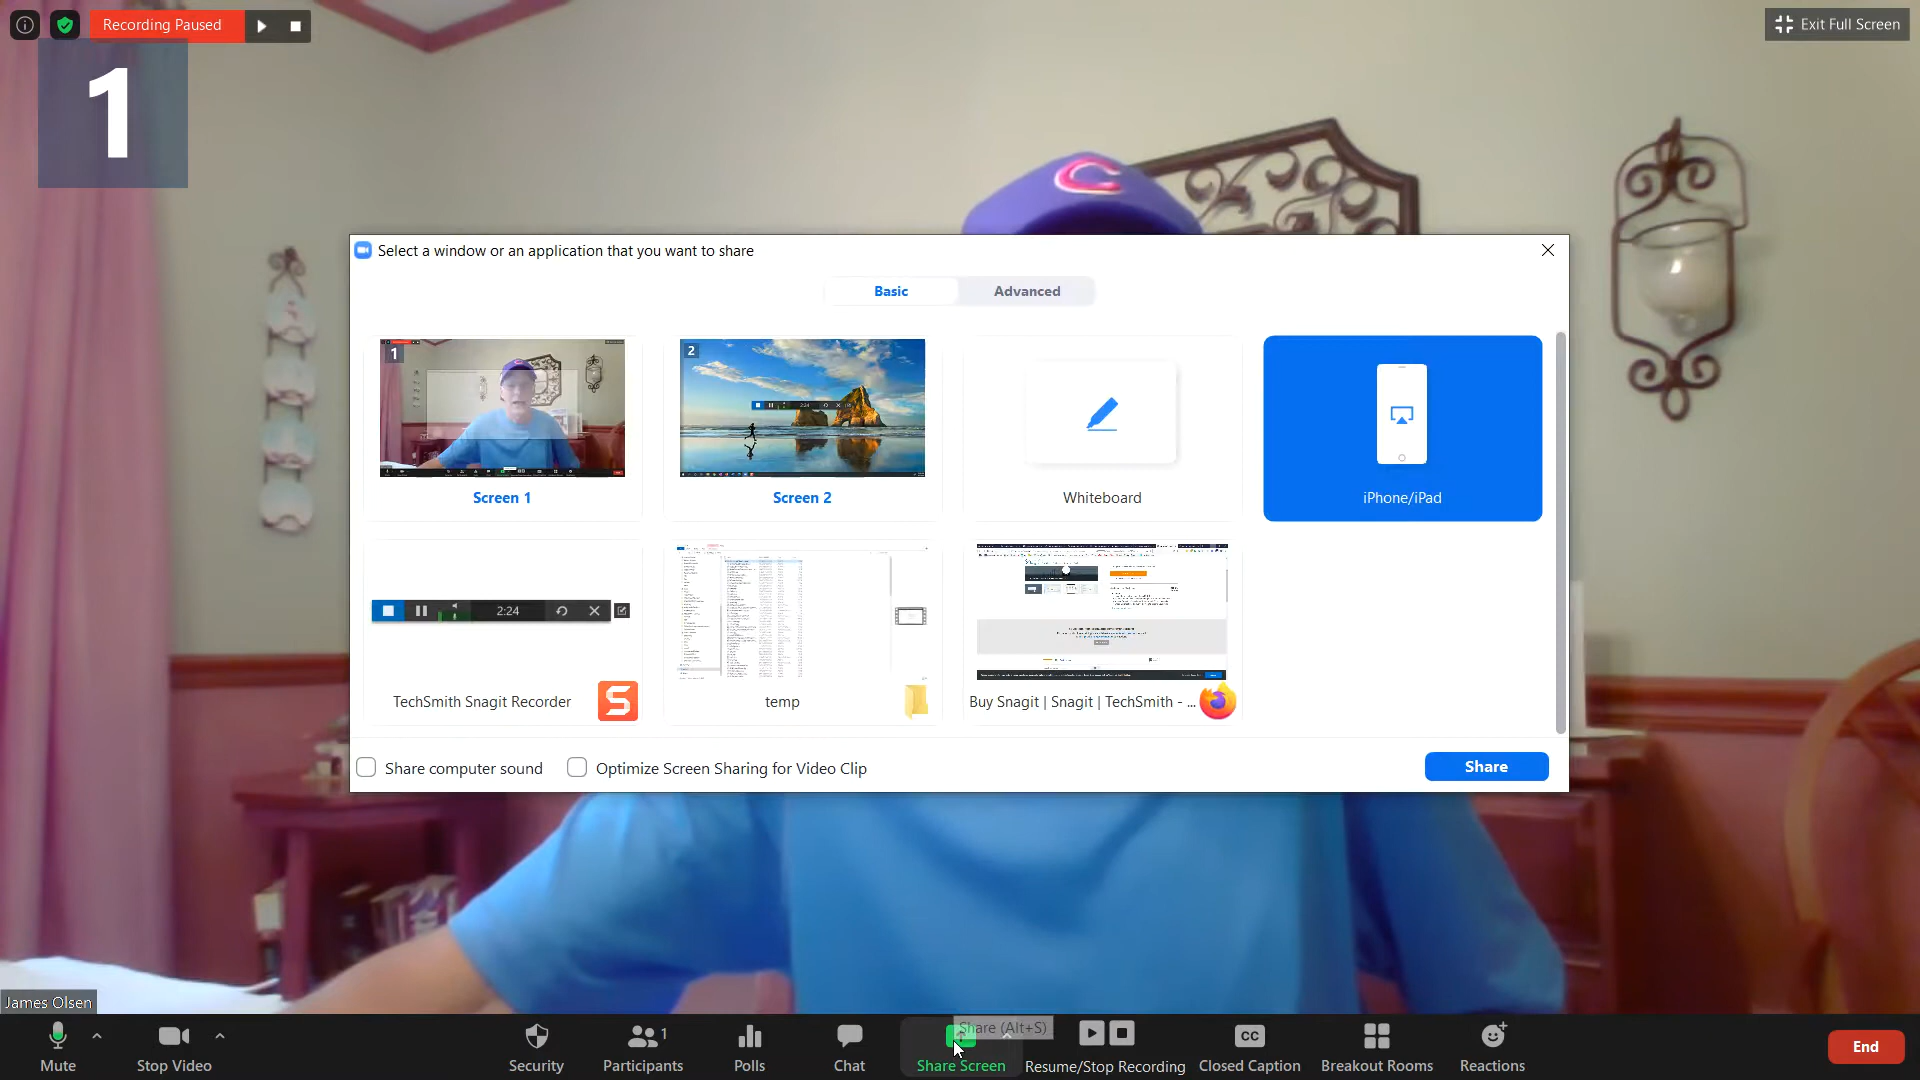 Recording Paused
Exit Full Screen
1
C
Select a window or an application that you want to share
Basic
Advanced
1
Screen 1
2
2:24
Screen 2
Whiteboard
iPhone/iPad
2:24
TechSmith Snagit Recorder
S
temp
Buy Snagit | Snagit | TechSmith - ...
Share computer sound
Optimize Screen Sharing for Video Clip
Share
James Olsen
Mute
Stop Video
Security
1
Participants
Polls
Chat
Share (Alt+S)
Share Screen
Resume/Stop Recording
CC
Closed Caption
Breakout Rooms
Reactions
End